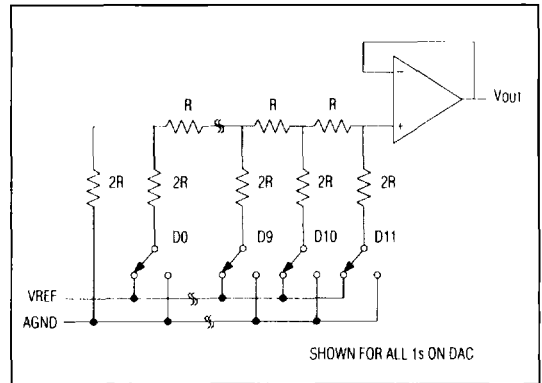 R R R
VOUT
2R 2R 2R 2R 2R
D0 D9 D10 D11
VREF
AGND
SHOWN FOR ALL 1s ON DAC